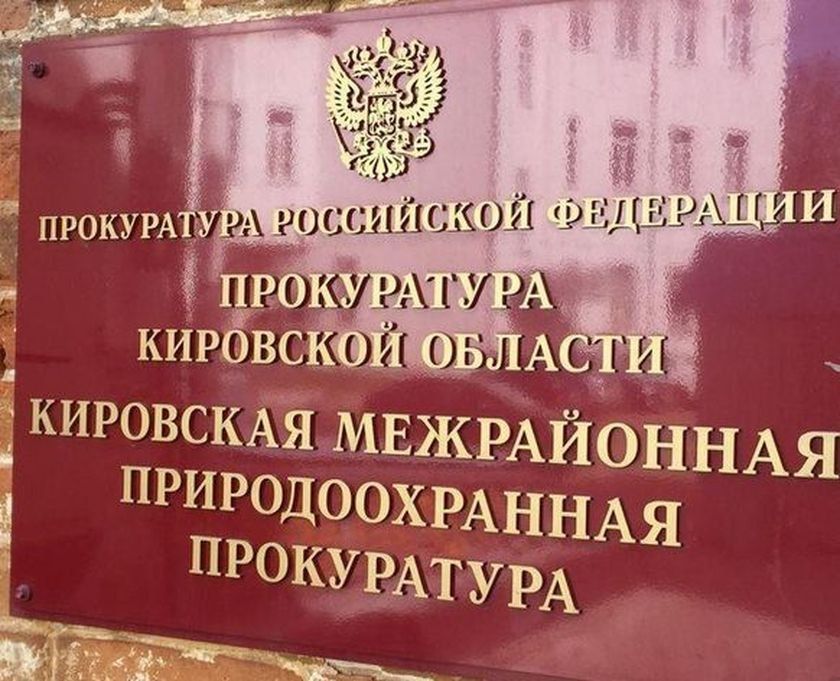 ПРОКУРАТУРА РОССИЙСКОЙ ФЕДЕРАЦИИ
ПРОКУРАТУРА
КИРОВСКОЙ ОБЛАСТИ
КИРОВСКАЯ МЕЖРАЙОННАЯ
ПРИРОДООХРАННАЯ
ПРОКУРАТУРА